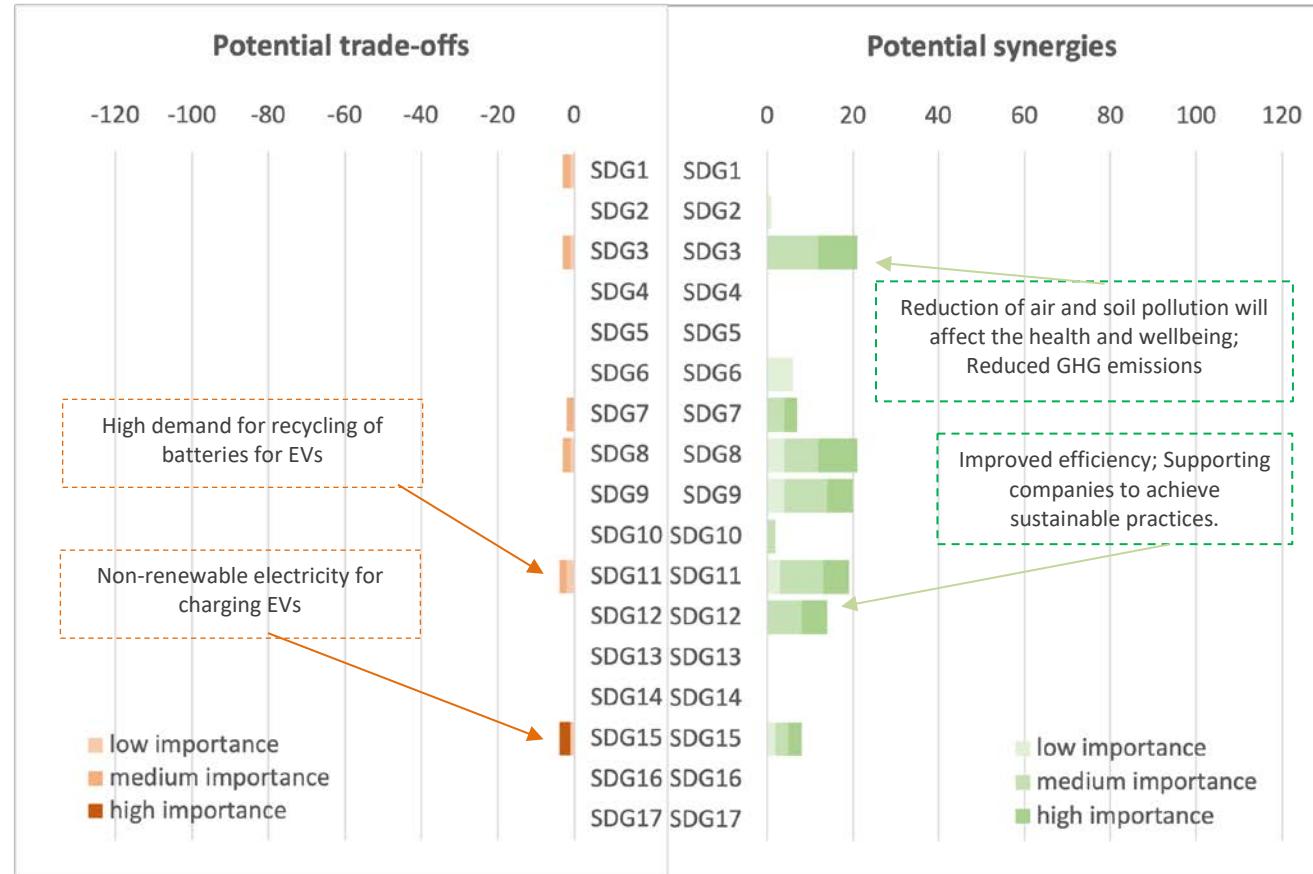 Potential trade-offs
Potential synergies
-120 -100 -80 -60 -40 -20 0
0 20 40 60 80 100 120
SDG1 SDG1
SDG2 SDG2
SDG3 SDG3
SDG4 SDG4
SDG5 SDG5
SDG6 SDG6
SDG7 SDG7
SDG8 SDG8
SDG9 SDG9
SDG10 SDG10
SDG11 SDG11
SDG12 SDG12
SDG13 SDG13
SDG14 SDG14
SDG15 SDG15
SDG16 SDG16
SDG17 SDG17
High demand for recycling of
batteries for EVs
Non-renewable electricity for
charging EVs
low importance
medium importance
high importance
Reduction of air and soil pollution will
affect the health and wellbeing;
Reduced GHG emissions
Improved efficiency; Supporting
companies to achieve
sustainable practices.
low importance
medium importance
high importance